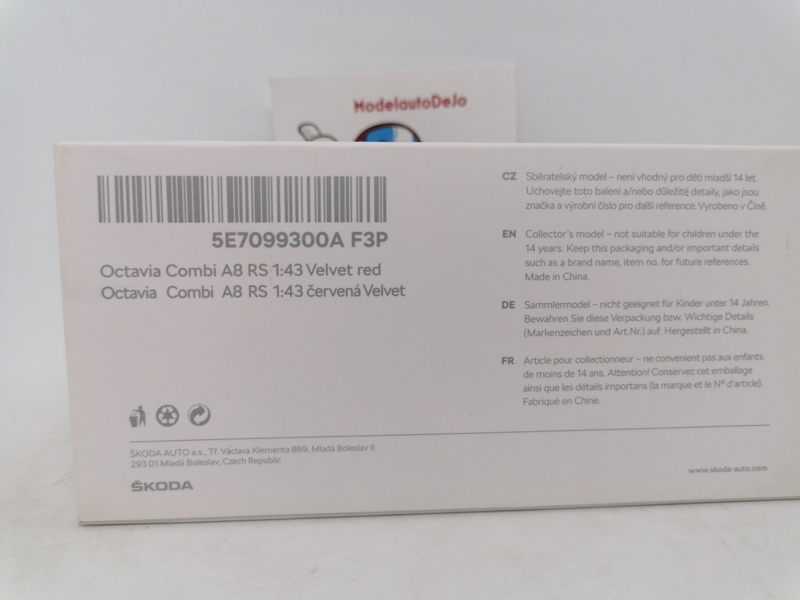 ModelautoDeJo
5E7099300A F3P
Octavia Combi A8 RS 1:43 Velvet red
Octavia Combi A8 RS 1:43 červená Velvet
CZ Sběratelský model – není vhodný pro děti mladší 14 let.
Uchovejte toto balení a/nebo důležité detaily, jako jsou
značka a výrobní číslo pro další reference. Vyrobeno v Číně.
EN Collector's model – not suitable for children under the
14 years. Keep this packaging and/or important details
such as a brand name, item no. for future references.
Made in China.
DE Sammlermodel – nicht geeignet für Kinder unter 14 Jahren.
Bewahren Sie diese Verpackung bzw. Wichtige Details
(Markenzeichen und Art.Nr.) auf. Hergestellt in China.
FR Article pour collectionneur – ne convenient pas aux enfants
de moins de 14 ans. Attention! Conservez cet emballage
ainsi que les détails importans (la marque et le N° d'article).
Fabriqué en Chine.
ŠKODA AUTO a.s., Tř. Václava Klementa 869, Mladá Boleslav II
293 01 Mladá Boleslav, Czech Republic
www.skoda-auto.com
ŠKODA